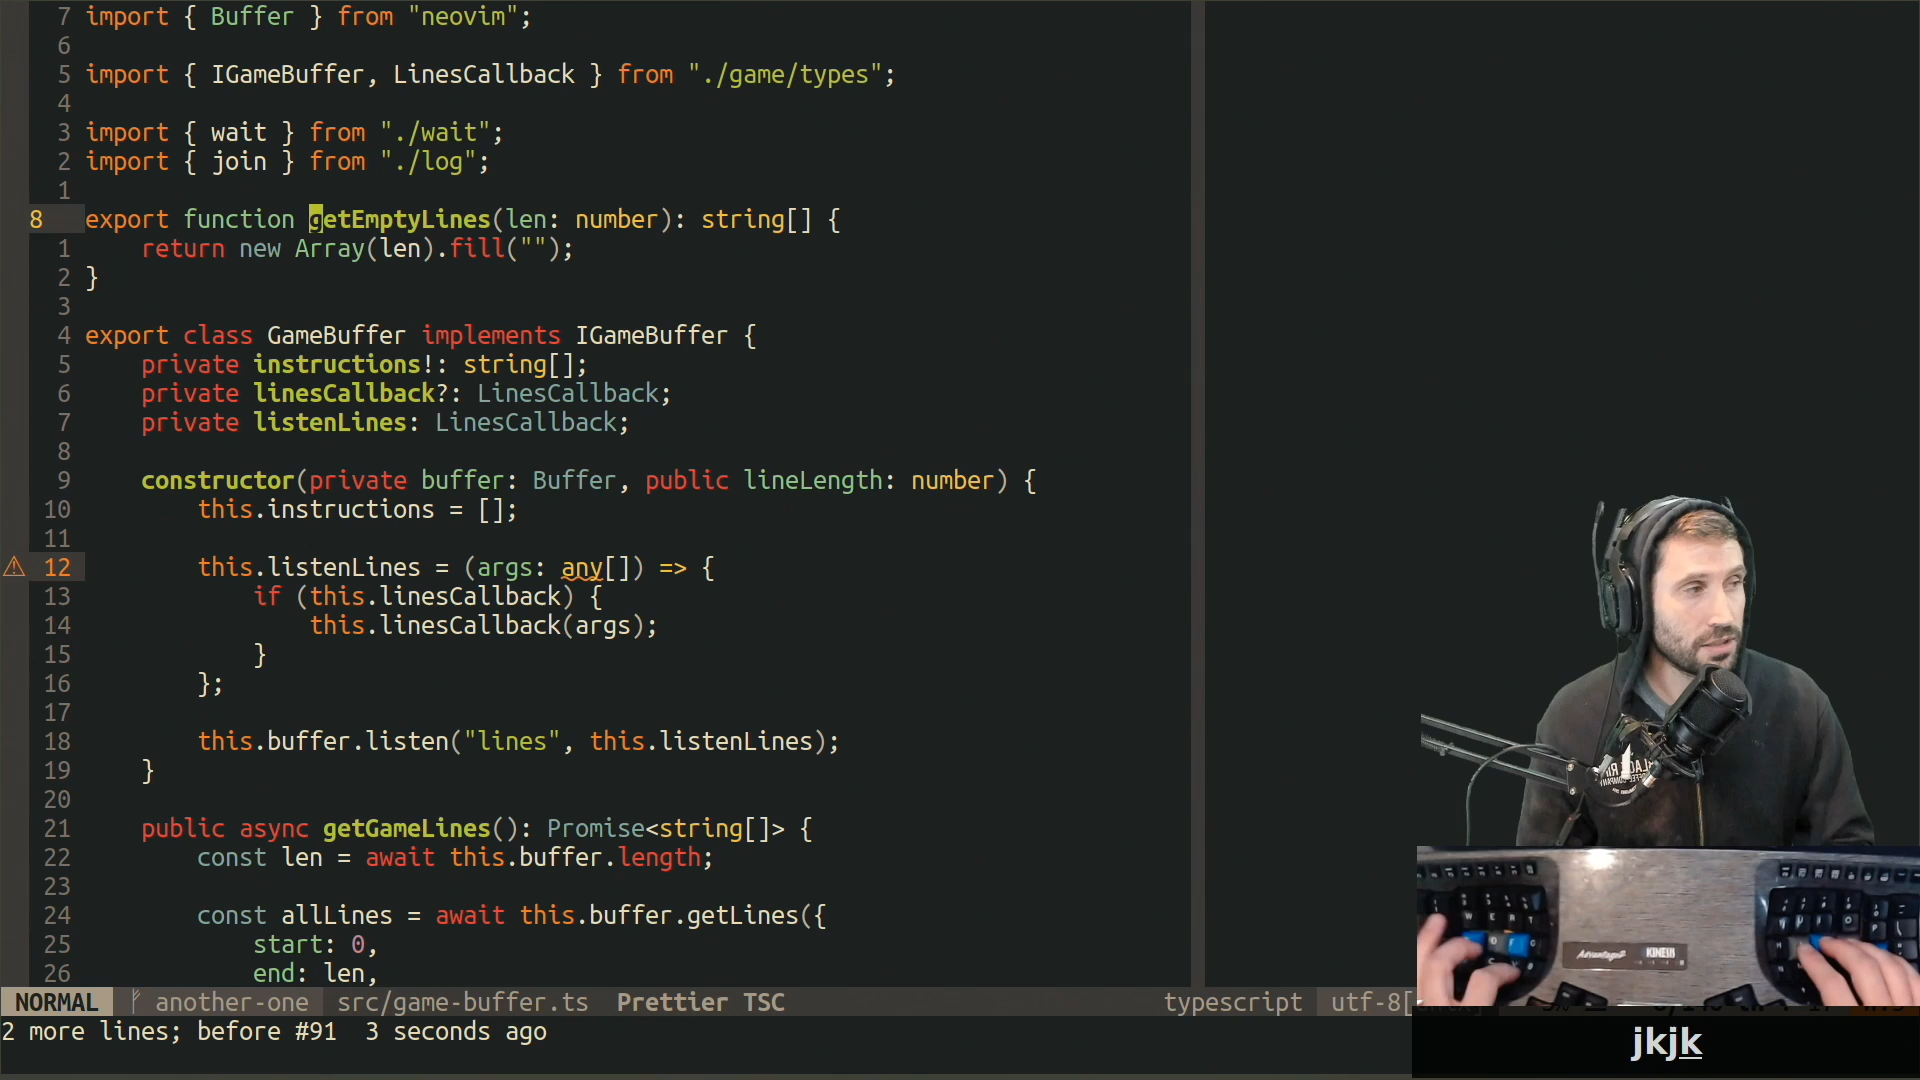 7 import { Buffer } from "neovim";
6
5 import { IGameBuffer, LinesCallback } from "./game/types";
4
3 import { wait } from "./wait";
2 import { join } from "./log";
1
8 export function getEmptyLines(len: number): string[] {
1 return new Array(len).fill("");
2 }
3
4 export class GameBuffer implements IGameBuffer {
5 private instructions!: string[];
6 private linesCallback?: LinesCallback;
7 private listenLines: LinesCallback;
8
9 constructor(private buffer: Buffer, public lineLength: number) {
10 this.instructions = [];
11
12 this.listenLines = (args: any[]) => {
13 if (this.linesCallback) {
14 this.linesCallback(args);
15 }
16 };
17
18 this.buffer.listen("lines", this.listenLines);
19 }
20
21 public async getGameLines(): Promise<string[]> {
22 const len = await this.buffer.length;
23
24 const allLines = await this.buffer.getLines({
25 start: 0,
26 end: len,
NORMAL another-one src/game-buffer.ts Prettier TSC typescript utf-8[
2 more lines; before #91 3 seconds ago
KINESIS
jkjk